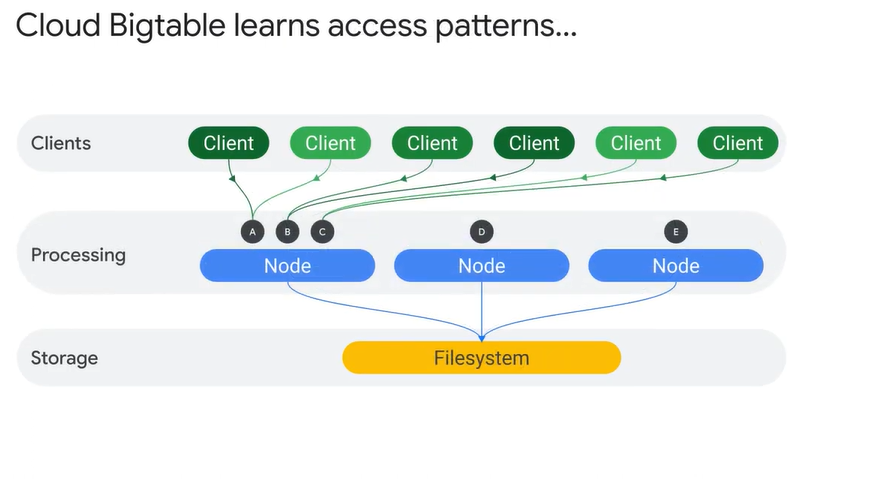 Cloud Bigtable learns access patterns...
Clients
Client Client Client Client Client Client
A B C D E
Processing
Node Node Node
Storage
Filesystem